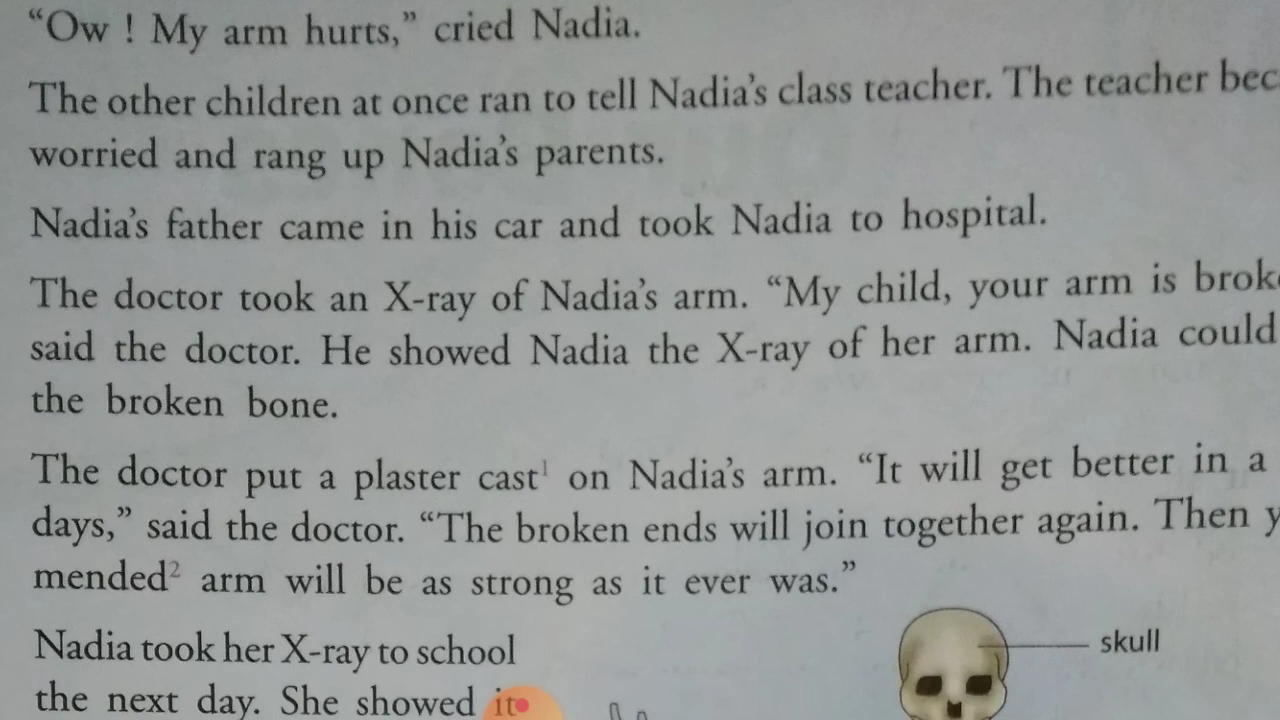 “Ow ! My arm hurts,” cried Nadia.
The other children at once ran to tell Nadia’s class teacher. The teacher bec
worried and rang up Nadia’s parents.
Nadia’s father came in his car and took Nadia to hospital.
The doctor took an X-ray of Nadia’s arm. “My child, your arm is brok
said the doctor. He showed Nadia the X-ray of her arm. Nadia could
the broken bone.
The doctor put a plaster cast¹ on Nadia’s arm. “It will get better in a
days,” said the doctor. “The broken ends will join together again. Then y
mended² arm will be as strong as it ever was.”
Nadia took her X-ray to school
the next day. She showed it
skull